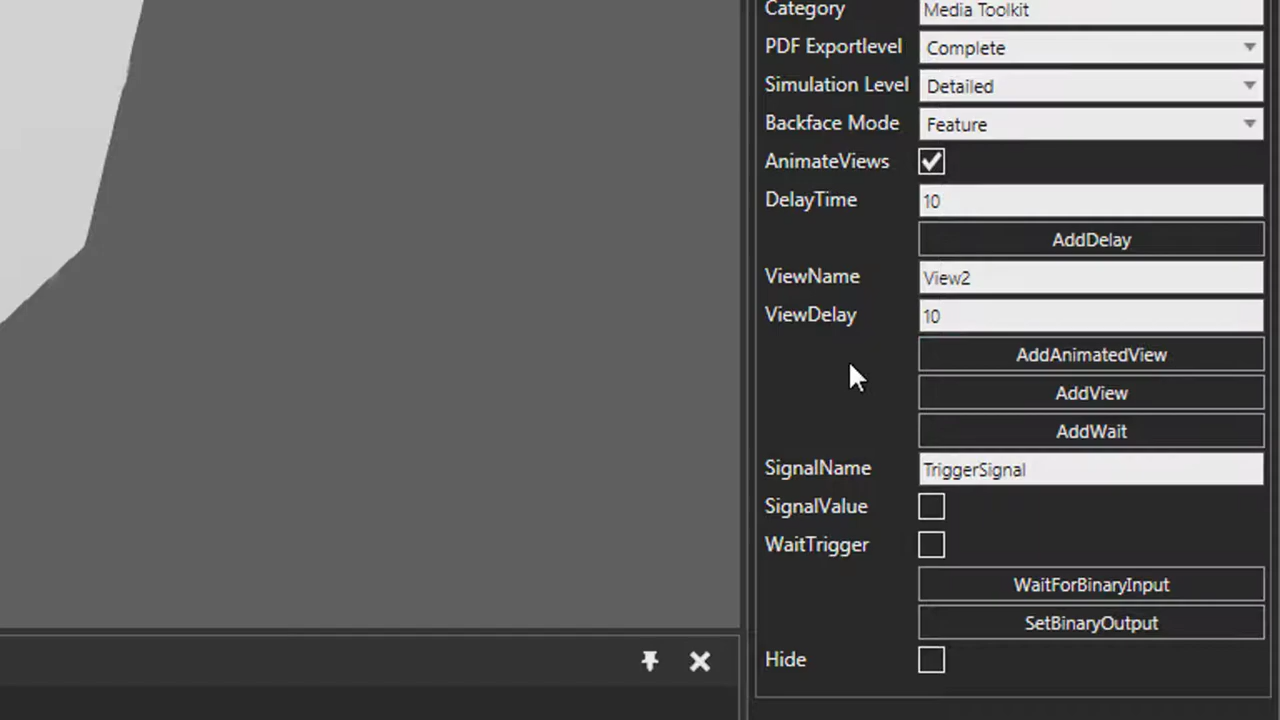 Category Media Toolkit
PDF Exportlevel Complete
Simulation Level Detailed
Backface Mode Feature
AnimateViews
DelayTime 10
AddDelay
ViewName View2
ViewDelay 10
AddAnimatedView
AddView
AddWait
SignalName TriggerSignal
SignalValue
WaitTrigger
WaitForBinaryInput
SetBinaryOutput
Hide